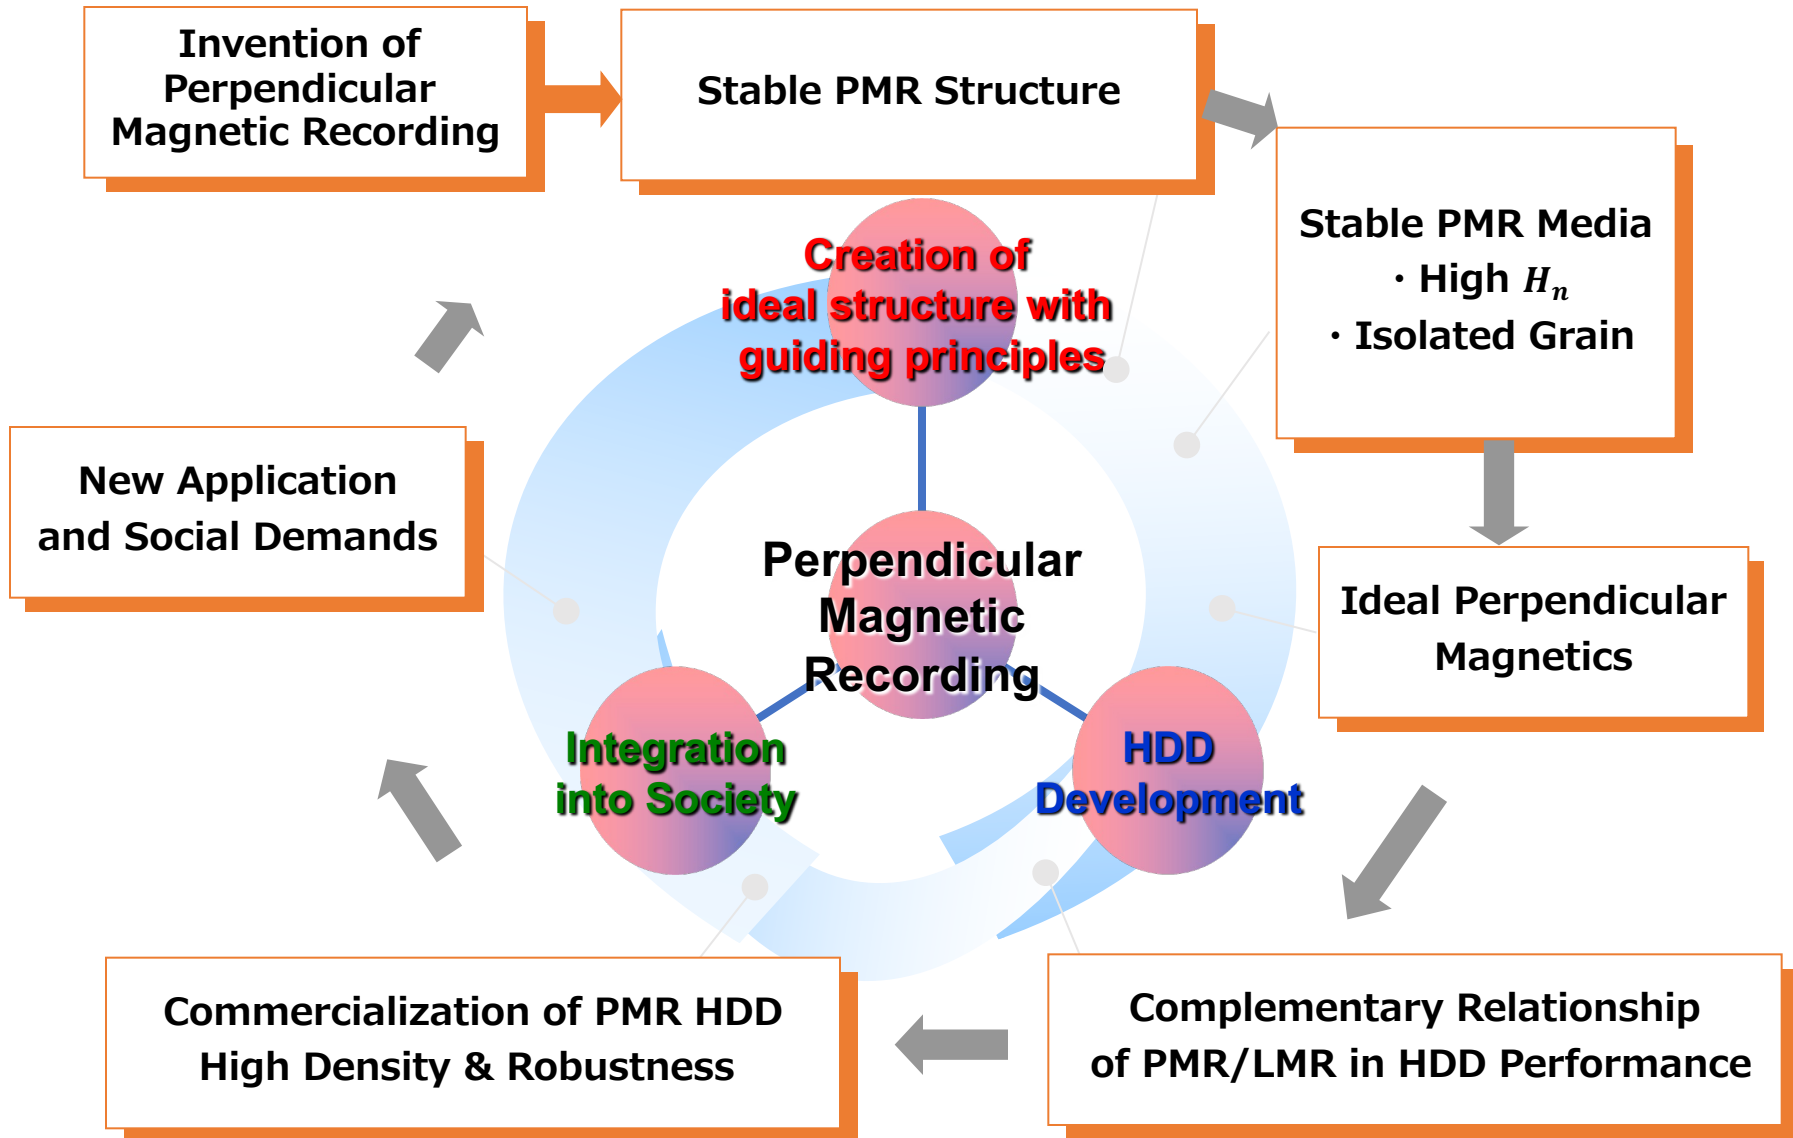 Invention of
Perpendicular
Magnetic Recording
Stable PMR Structure
Stable PMR Media
・High Hₙ
・Isolated Grain
Ideal Perpendicular
Magnetics
Complementary Relationship
of PMR/LMR in HDD Performance
Commercialization of PMR HDD
High Density & Robustness
New Application
and Social Demands
Creation of
ideal structure with
guiding principles
Perpendicular
Magnetic
Recording
Integration
into Society
HDD
Development